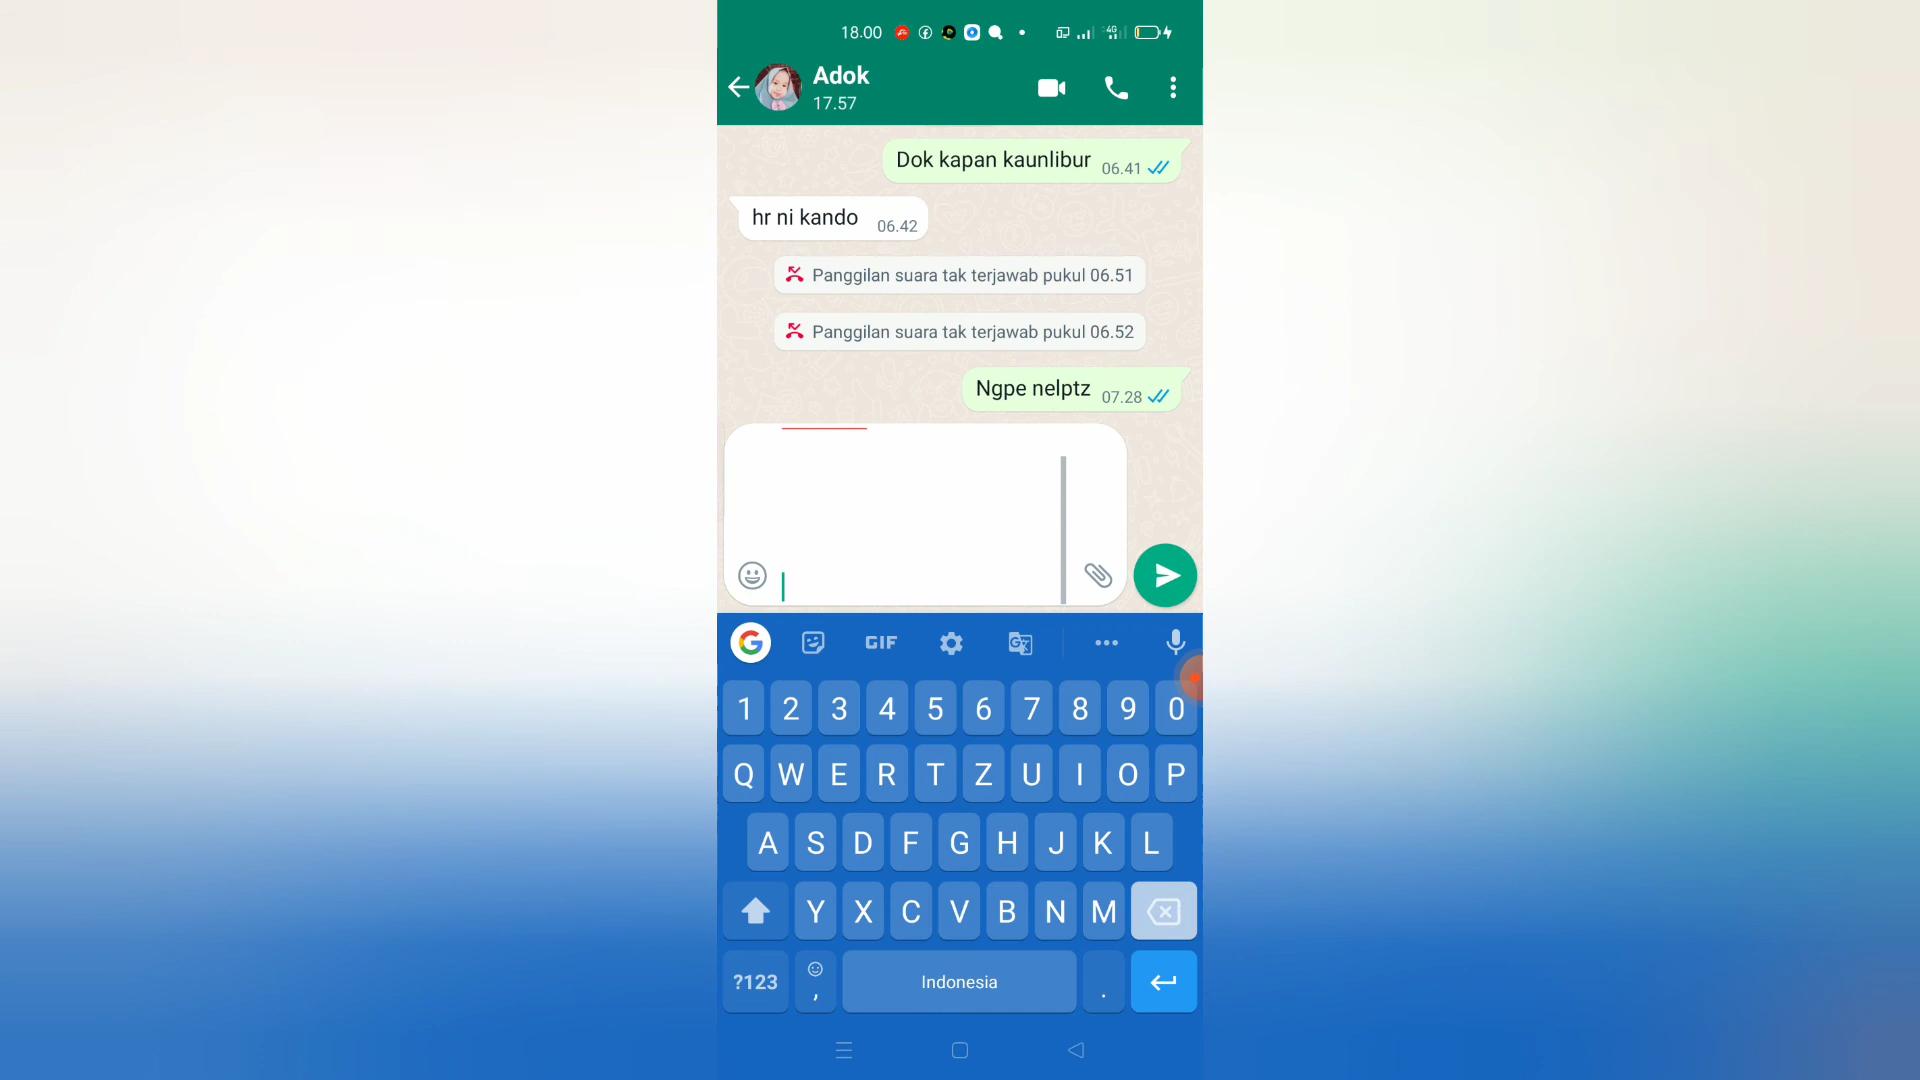 18.00
4G
Adok
17.57
Dok kapan kaunlibur 06.41
hr ni kando 06.42
Panggilan suara tak terjawab pukul 06.51
Panggilan suara tak terjawab pukul 06.52
Ngpe nelptz 07.28
G GIF G
1 2 3 4 5 6 7 8 9 0
Q W E R T Z U I O P
A S D F G H J K L
Y X C V B N M
?123 , Indonesia .